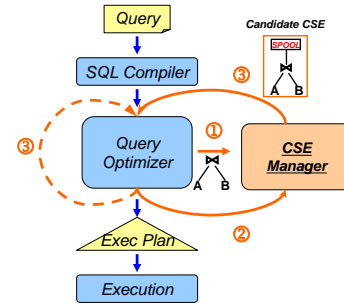 Query
Candidate CSE
SPOOL
⋈
A B
SQL Compiler
③
③
①
Query
Optimizer
⋈
A B
CSE
Manager
②
Exec Plan
Execution